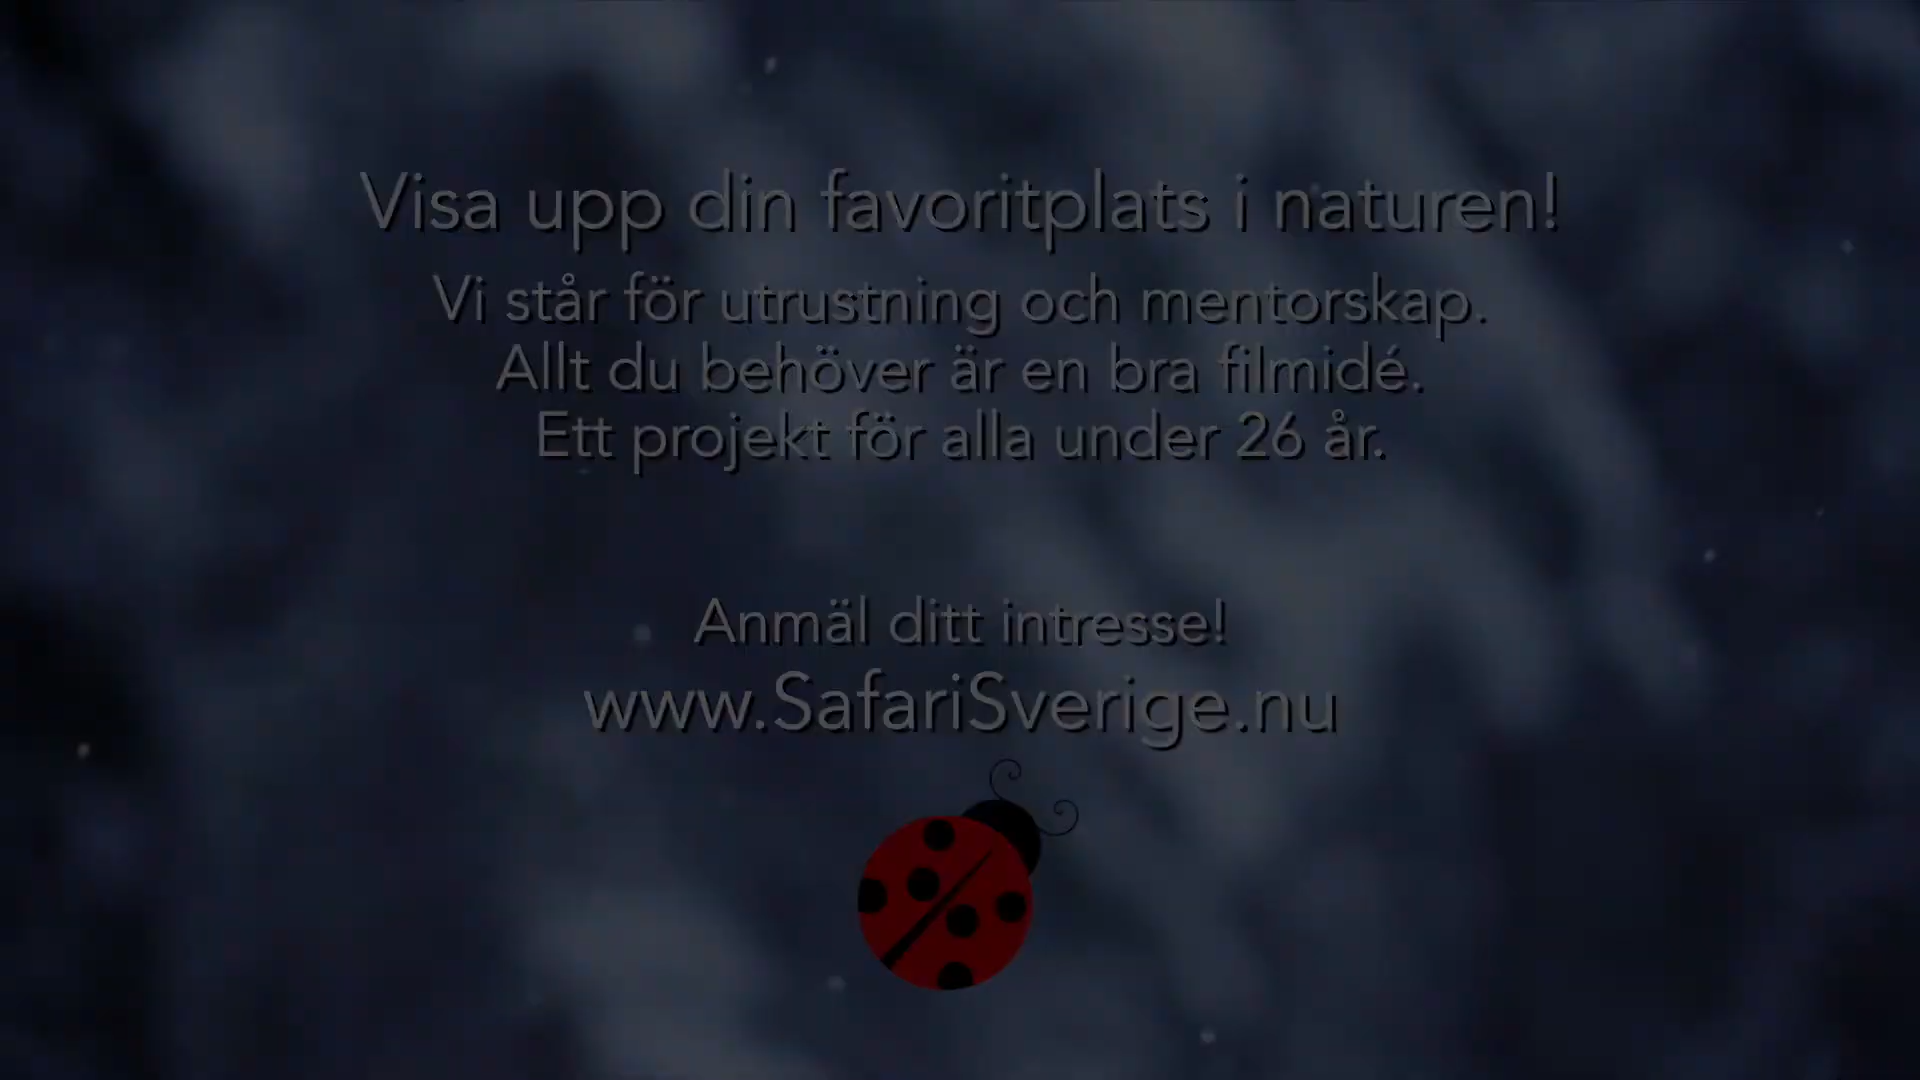 Visa upp din favoritplats i naturen!
Vi står för utrustning och mentorskap.
Allt du behöver är en bra filmidé.
Ett projekt för alla under 26 år.
Anmäl ditt intresse!
www.SafariSverige.nu